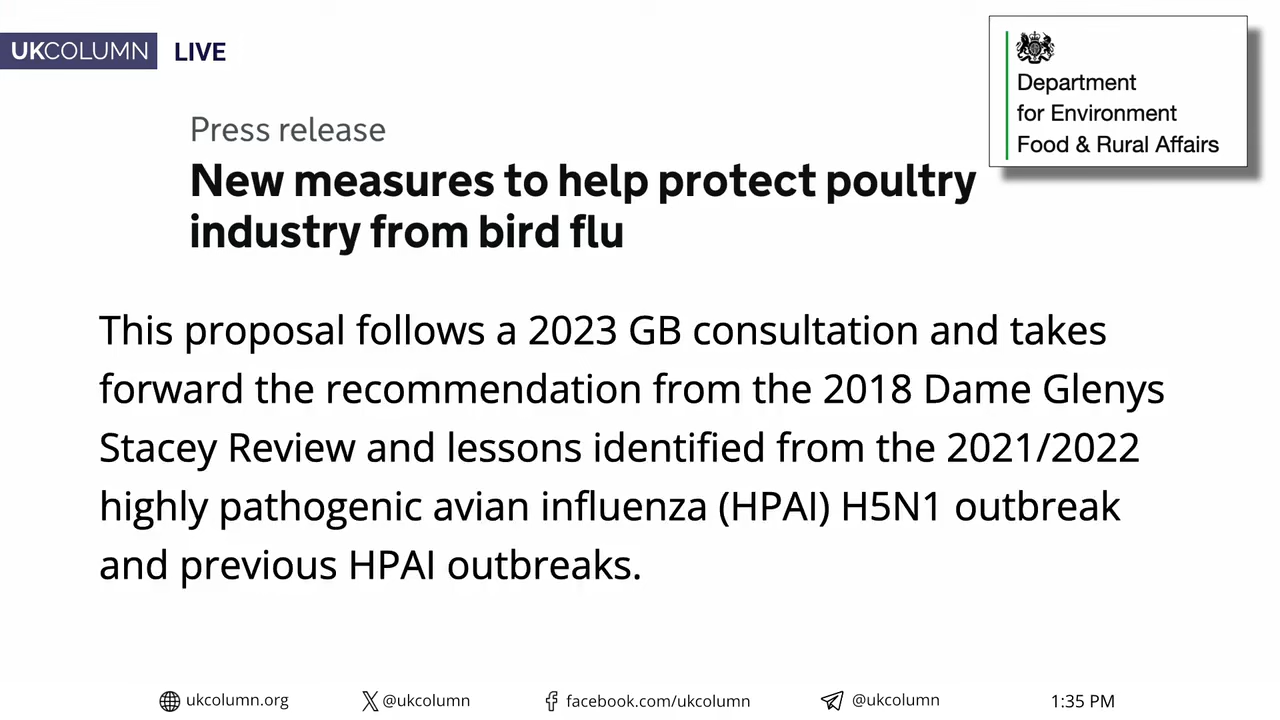 UKCOLUMN LIVE
Department
for Environment
Food & Rural Affairs
Press release
New measures to help protect poultry
industry from bird flu
This proposal follows a 2023 GB consultation and takes
forward the recommendation from the 2018 Dame Glenys
Stacey Review and lessons identified from the 2021/2022
highly pathogenic avian influenza (HPAI) H5N1 outbreak
and previous HPAI outbreaks.
ukcolumn.org @ukcolumn facebook.com/ukcolumn @ukcolumn 1:35 PM